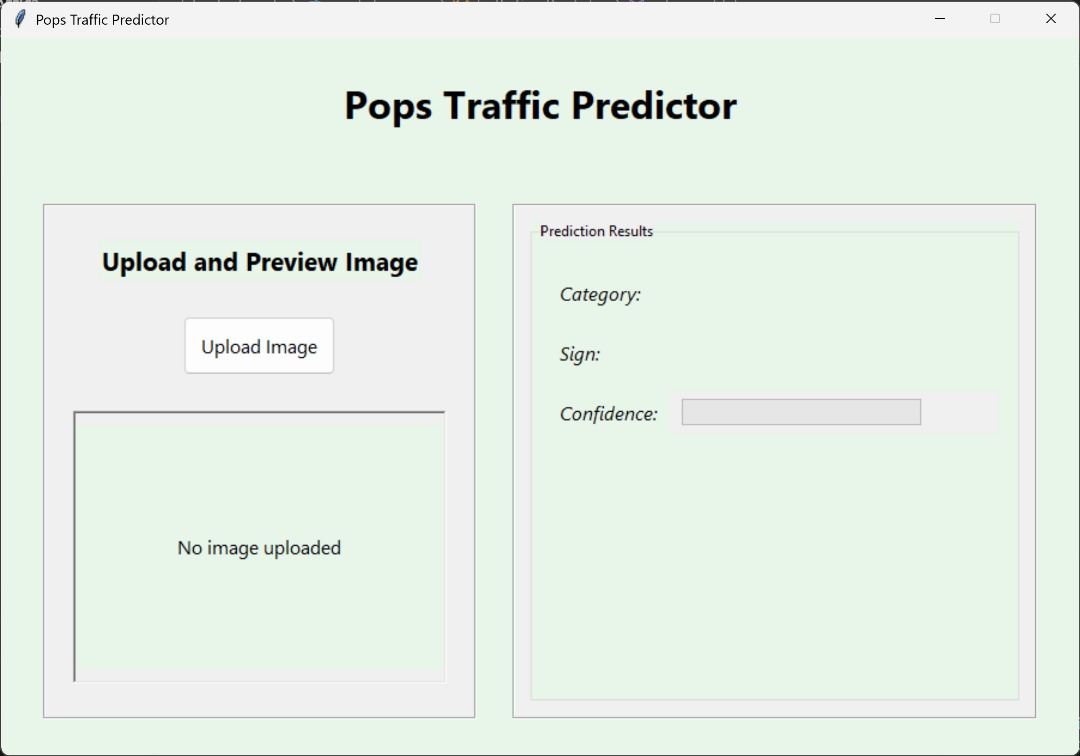 Pops Traffic Predictor
Pops Traffic Predictor
Upload and Preview Image
Upload Image
No image uploaded
Prediction Results
Category:
Sign:
Confidence: